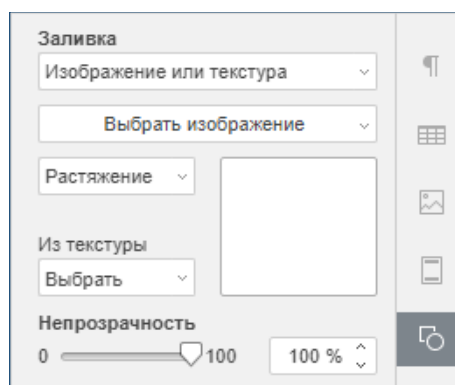 Заливка
Изображение или текстура
Выбрать изображение
Растяжение
Из текстуры
Выбрать
Непрозрачность
0 100 100 %